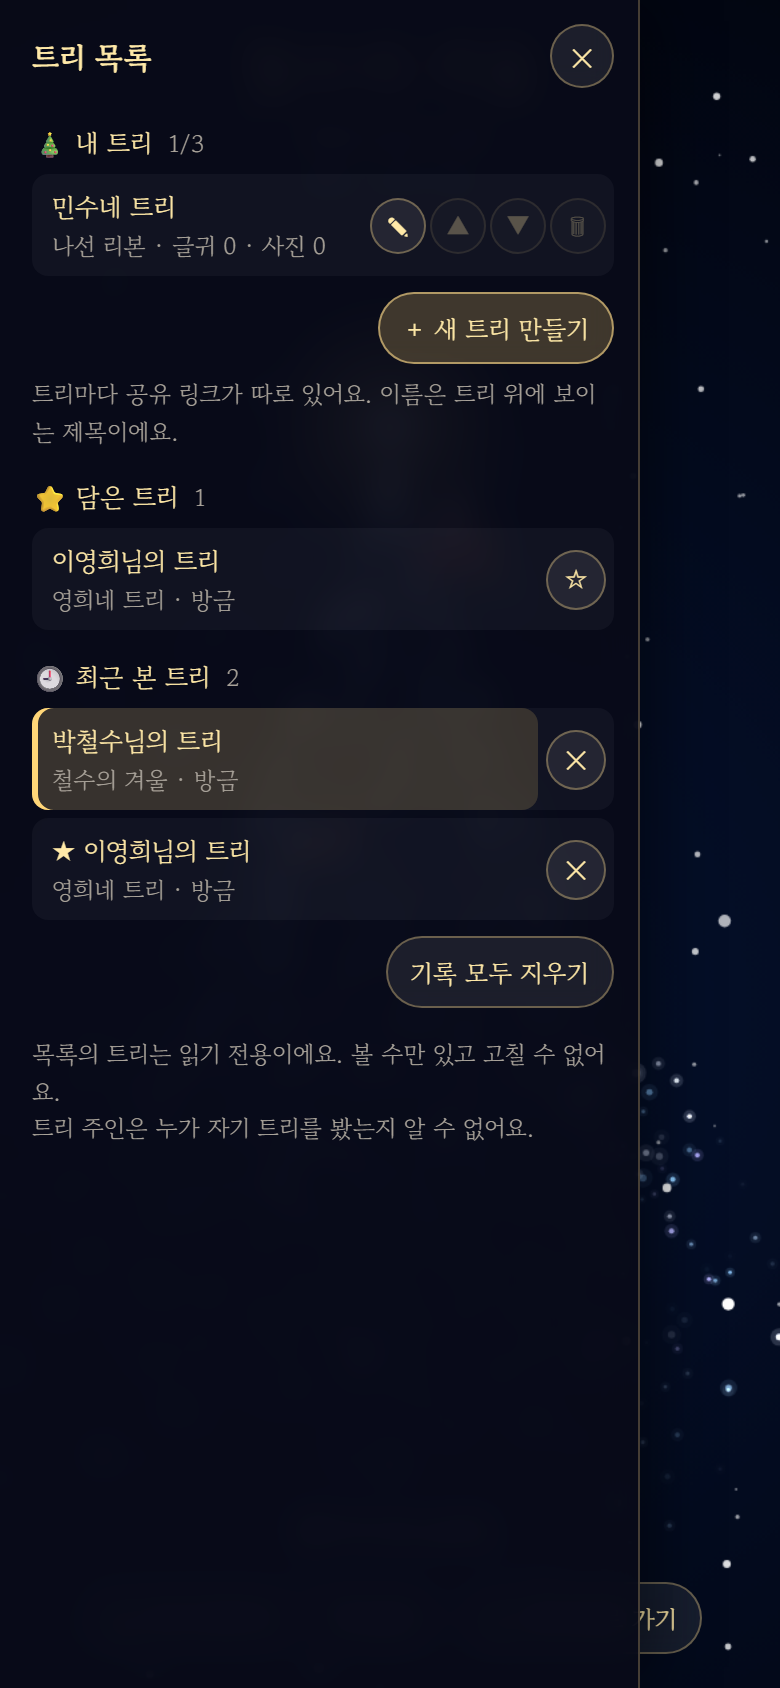 트리 목록
내 트리 1/3
민수네 트리
나선 리본 · 글귀 0 · 사진 0
+ 새 트리 만들기
트리마다 공유 링크가 따로 있어요. 이름은 트리 위에 보이
는 제목이에요.
담은 트리 1
이영희님의 트리
영희네 트리 · 방금
최근 본 트리 2
박철수님의 트리
철수의 겨울 · 방금
★ 이영희님의 트리
영희네 트리 · 방금
기록 모두 지우기
목록의 트리는 읽기 전용이에요. 볼 수만 있고 고칠 수 없어
요.
트리 주인은 누가 자기 트리를 봤는지 알 수 없어요.